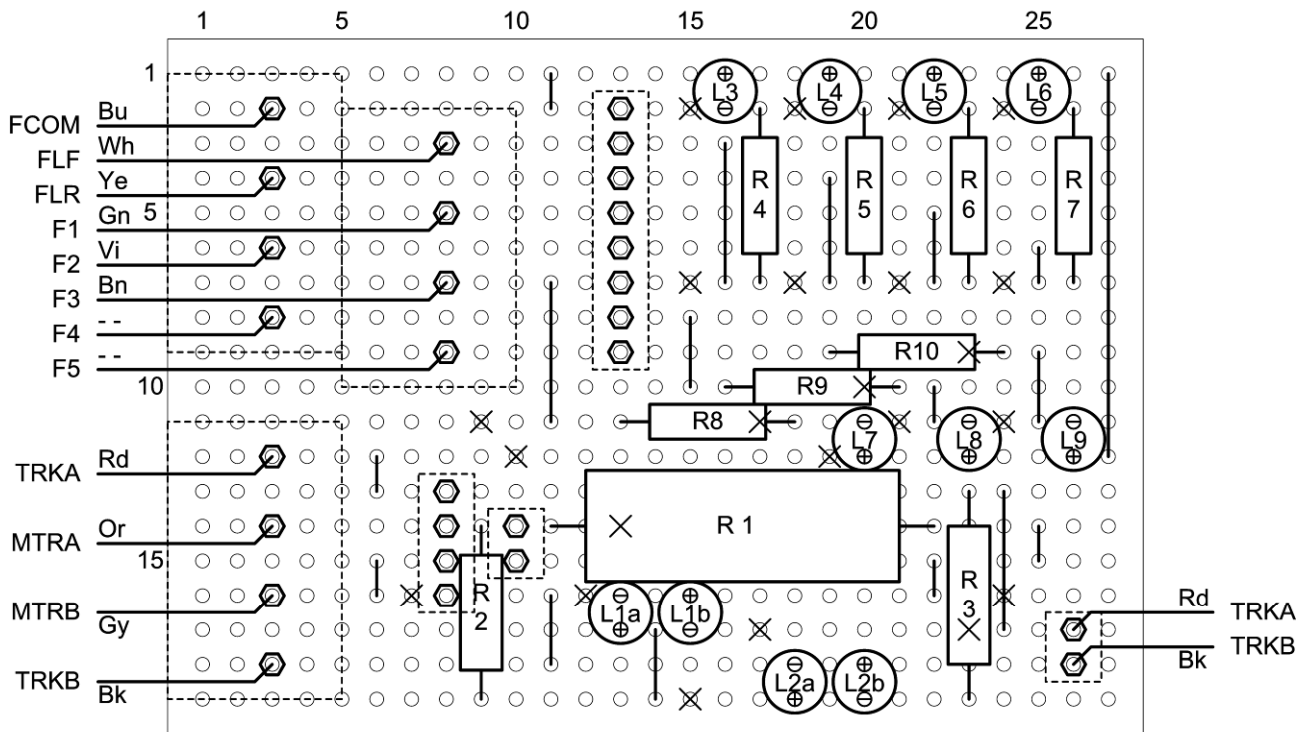 1 5 10 15 20 25
1
5
10
15
FCOM Bu
FLF Wh
FLR Ye
F1 Gn
F2 Vi
F3 Bn
F4 - -
F5 - -
TRKA Rd
MTRA Or
MTRB Gy
TRKB Bk
L3 L4 L5 L6
R 4
R 5
R 6
R 7
R10
R9
R8
L7 L8 L9
R 1
R 2
R 3
L1a L1b
L2a L2b
Rd TRKA
Bk TRKB